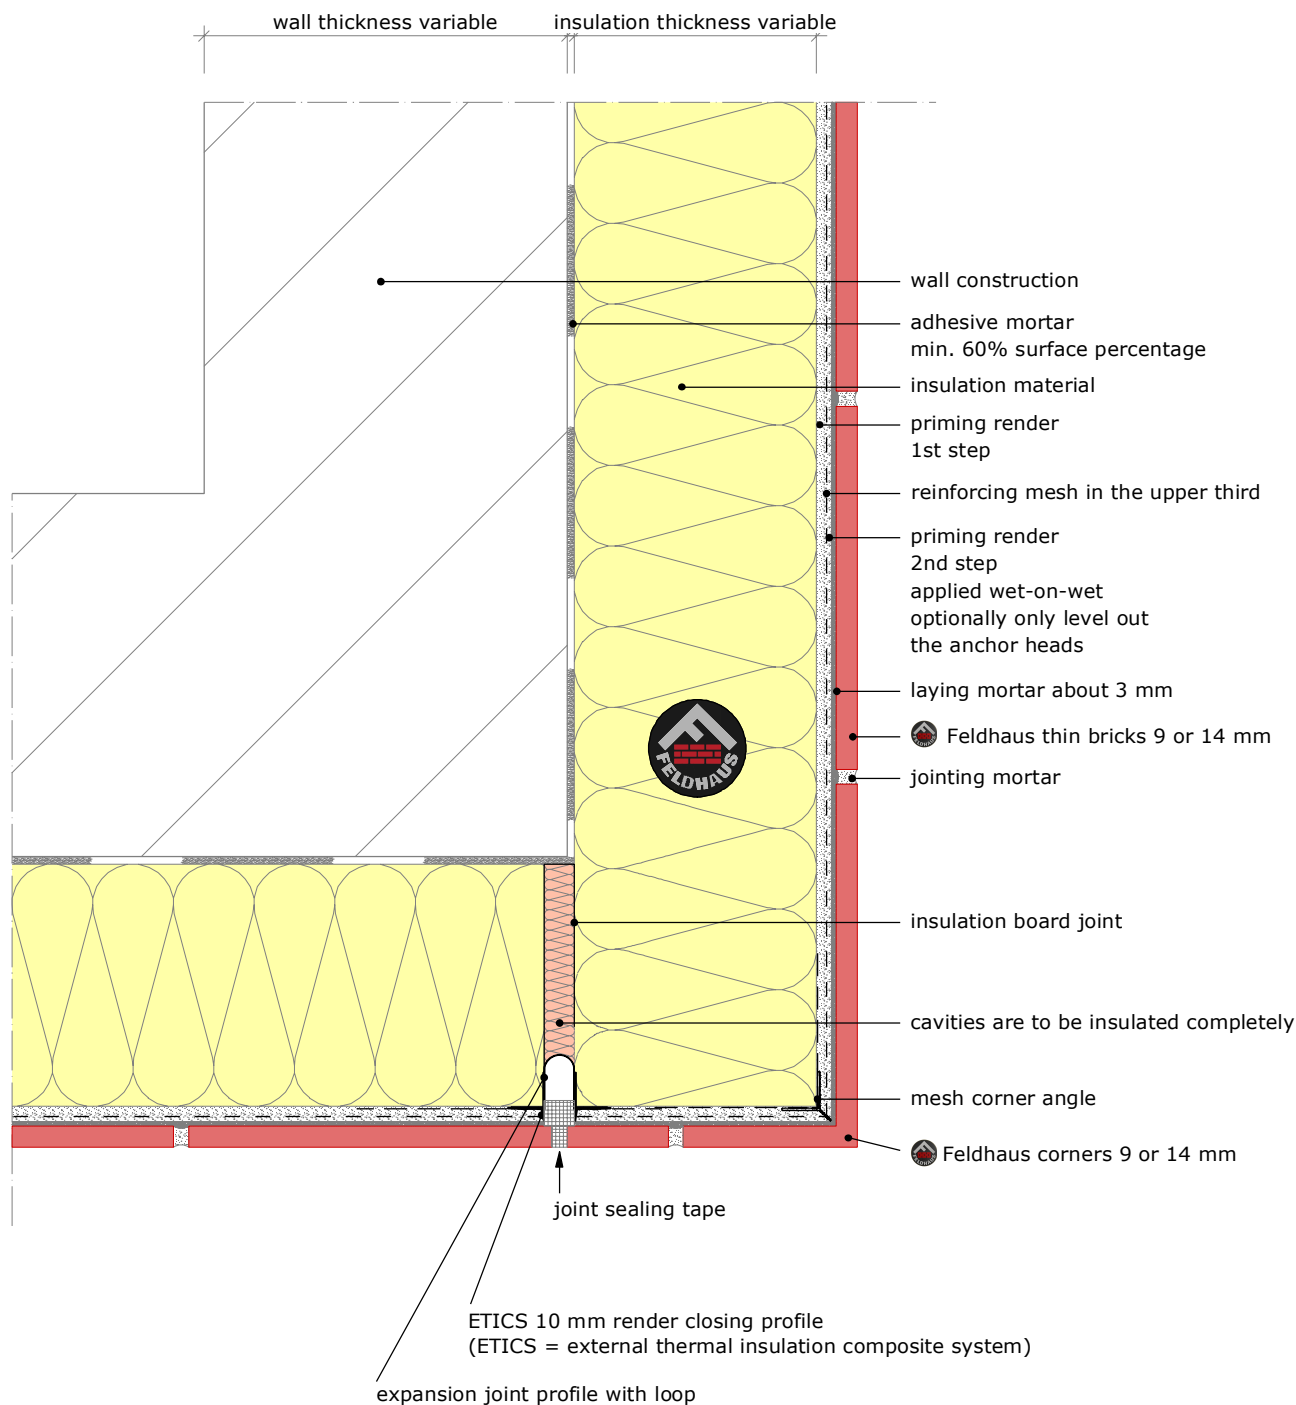 wall thickness variable
insulation thickness variable
wall construction
adhesive mortar
min. 60% surface percentage
insulation material
priming render
1st step
reinforcing mesh in the upper third
priming render
2nd step
applied wet-on-wet
optionally only level out
the anchor heads
laying mortar about 3 mm
FELDHAUS
Feldhaus thin bricks 9 or 14 mm
jointing mortar
insulation board joint
cavities are to be insulated completely
mesh corner angle
Feldhaus corners 9 or 14 mm
joint sealing tape
ETICS 10 mm render closing profile
(ETICS = external thermal insulation composite system)
expansion joint profile with loop